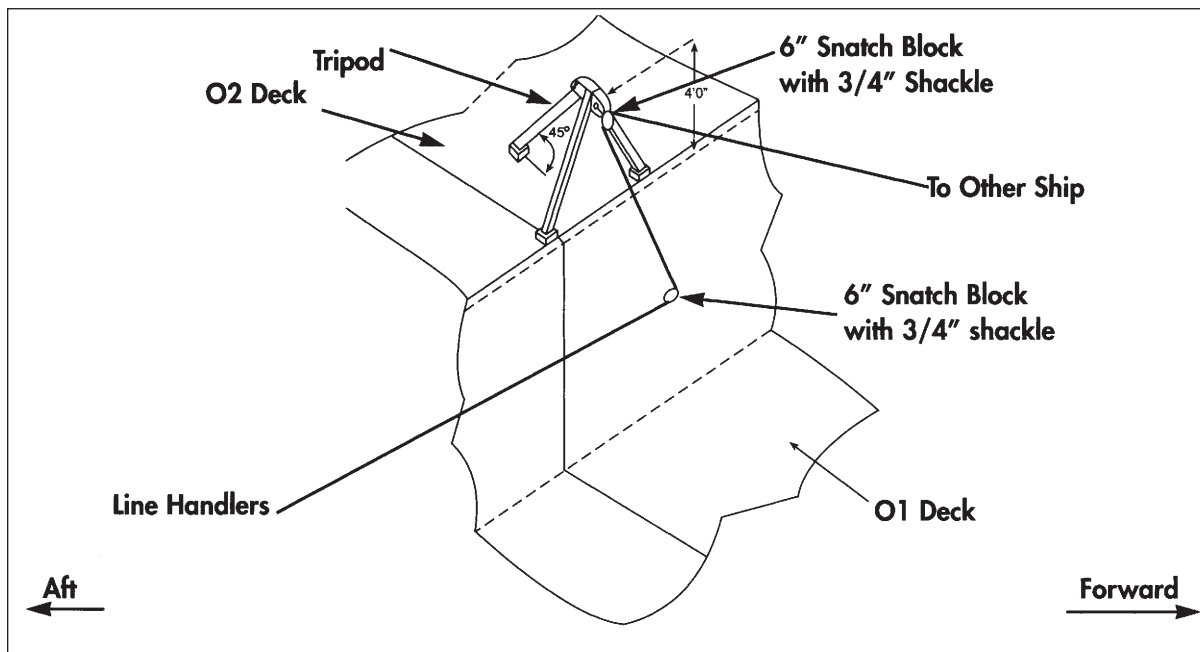 Tripod
O2 Deck
6” Snatch Block
with 3/4” Shackle
4’0”
45°
To Other Ship
6” Snatch Block
with 3/4” shackle
Line Handlers
O1 Deck
Aft
Forward